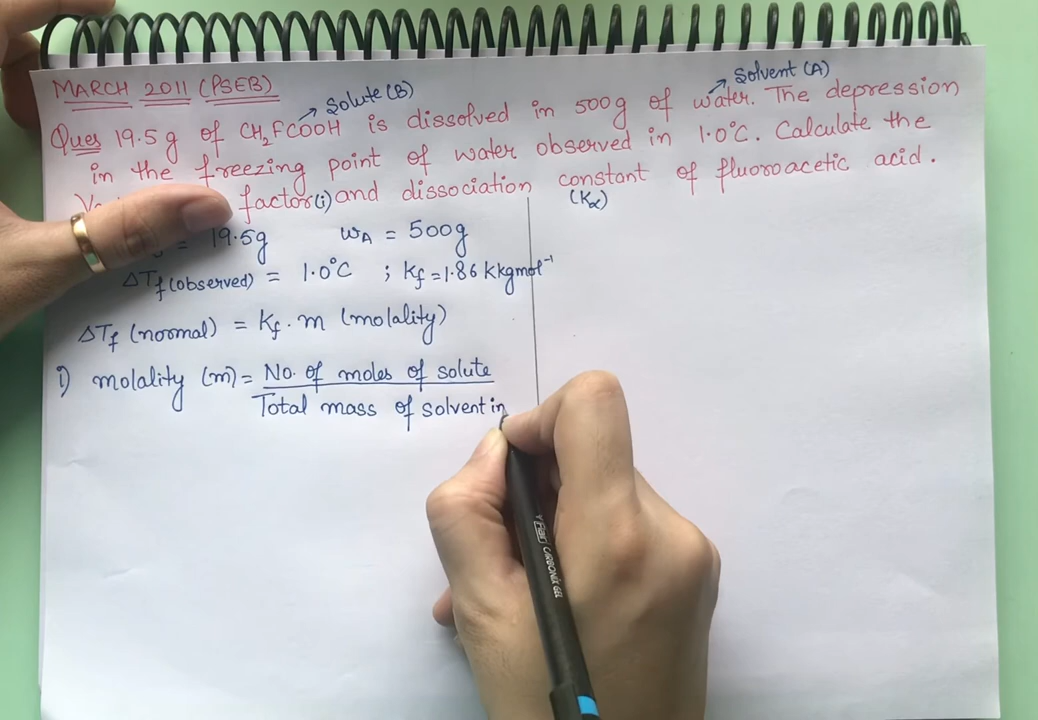 MARCH 2011 (PSEB)
Solute (B)
Solvent (A)
Ques 19.5 g of CH₂FCOOH is dissolved in 500g of water. The depression
in the freezing point of water observed in 1.0°C. Calculate the
factor(i) and dissociation constant of fluoroacetic acid.
(Kα)
= 19.5g wA = 500g
ΔTf (observed) = 1.0°C ; Kf = 1.86 k kg mol⁻¹
ΔTf (normal) = Kf . m (molality)
i) molality (m) = No. of moles of solute
Total mass of solvent in
CARBONIX GEL